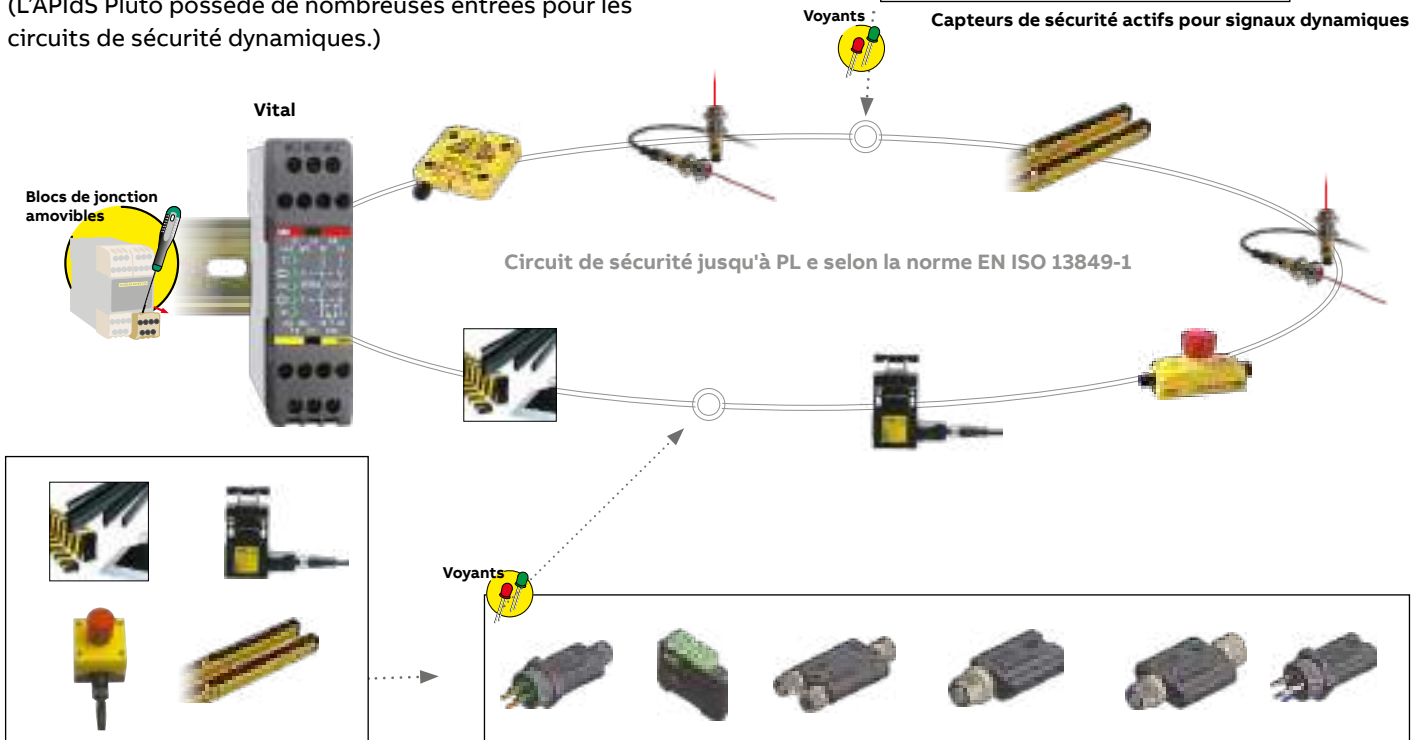 (L'APIdS Pluto possède de nombreuses entrées pour les
circuits de sécurité dynamiques.)
Voyants
Capteurs de sécurité actifs pour signaux dynamiques
Vital
Blocs de jonction
amovibles
Circuit de sécurité jusqu'à PL e selon la norme EN ISO 13849-1
Voyants